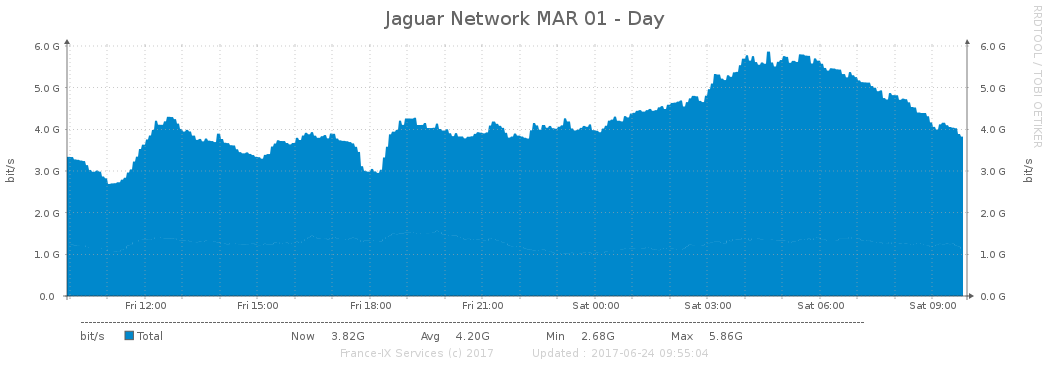 Jaguar Network MAR 01 - Day
RRDTOOL / TOBI OETIKER
6.0 G 6.0 G
5.0 G 5.0 G
4.0 G 4.0 G
3.0 G 3.0 G
2.0 G 2.0 G
1.0 G 1.0 G
0.0 0.0 G
bit/s bit/s
Fri 12:00 Fri 15:00 Fri 18:00 Fri 21:00 Sat 00:00 Sat 03:00 Sat 06:00 Sat 09:00
bit/s Total Now 3.82G Avg 4.20G Min 2.68G Max 5.86G
France-IX Services (c) 2017 Updated : 2017-06-24 09:55:04